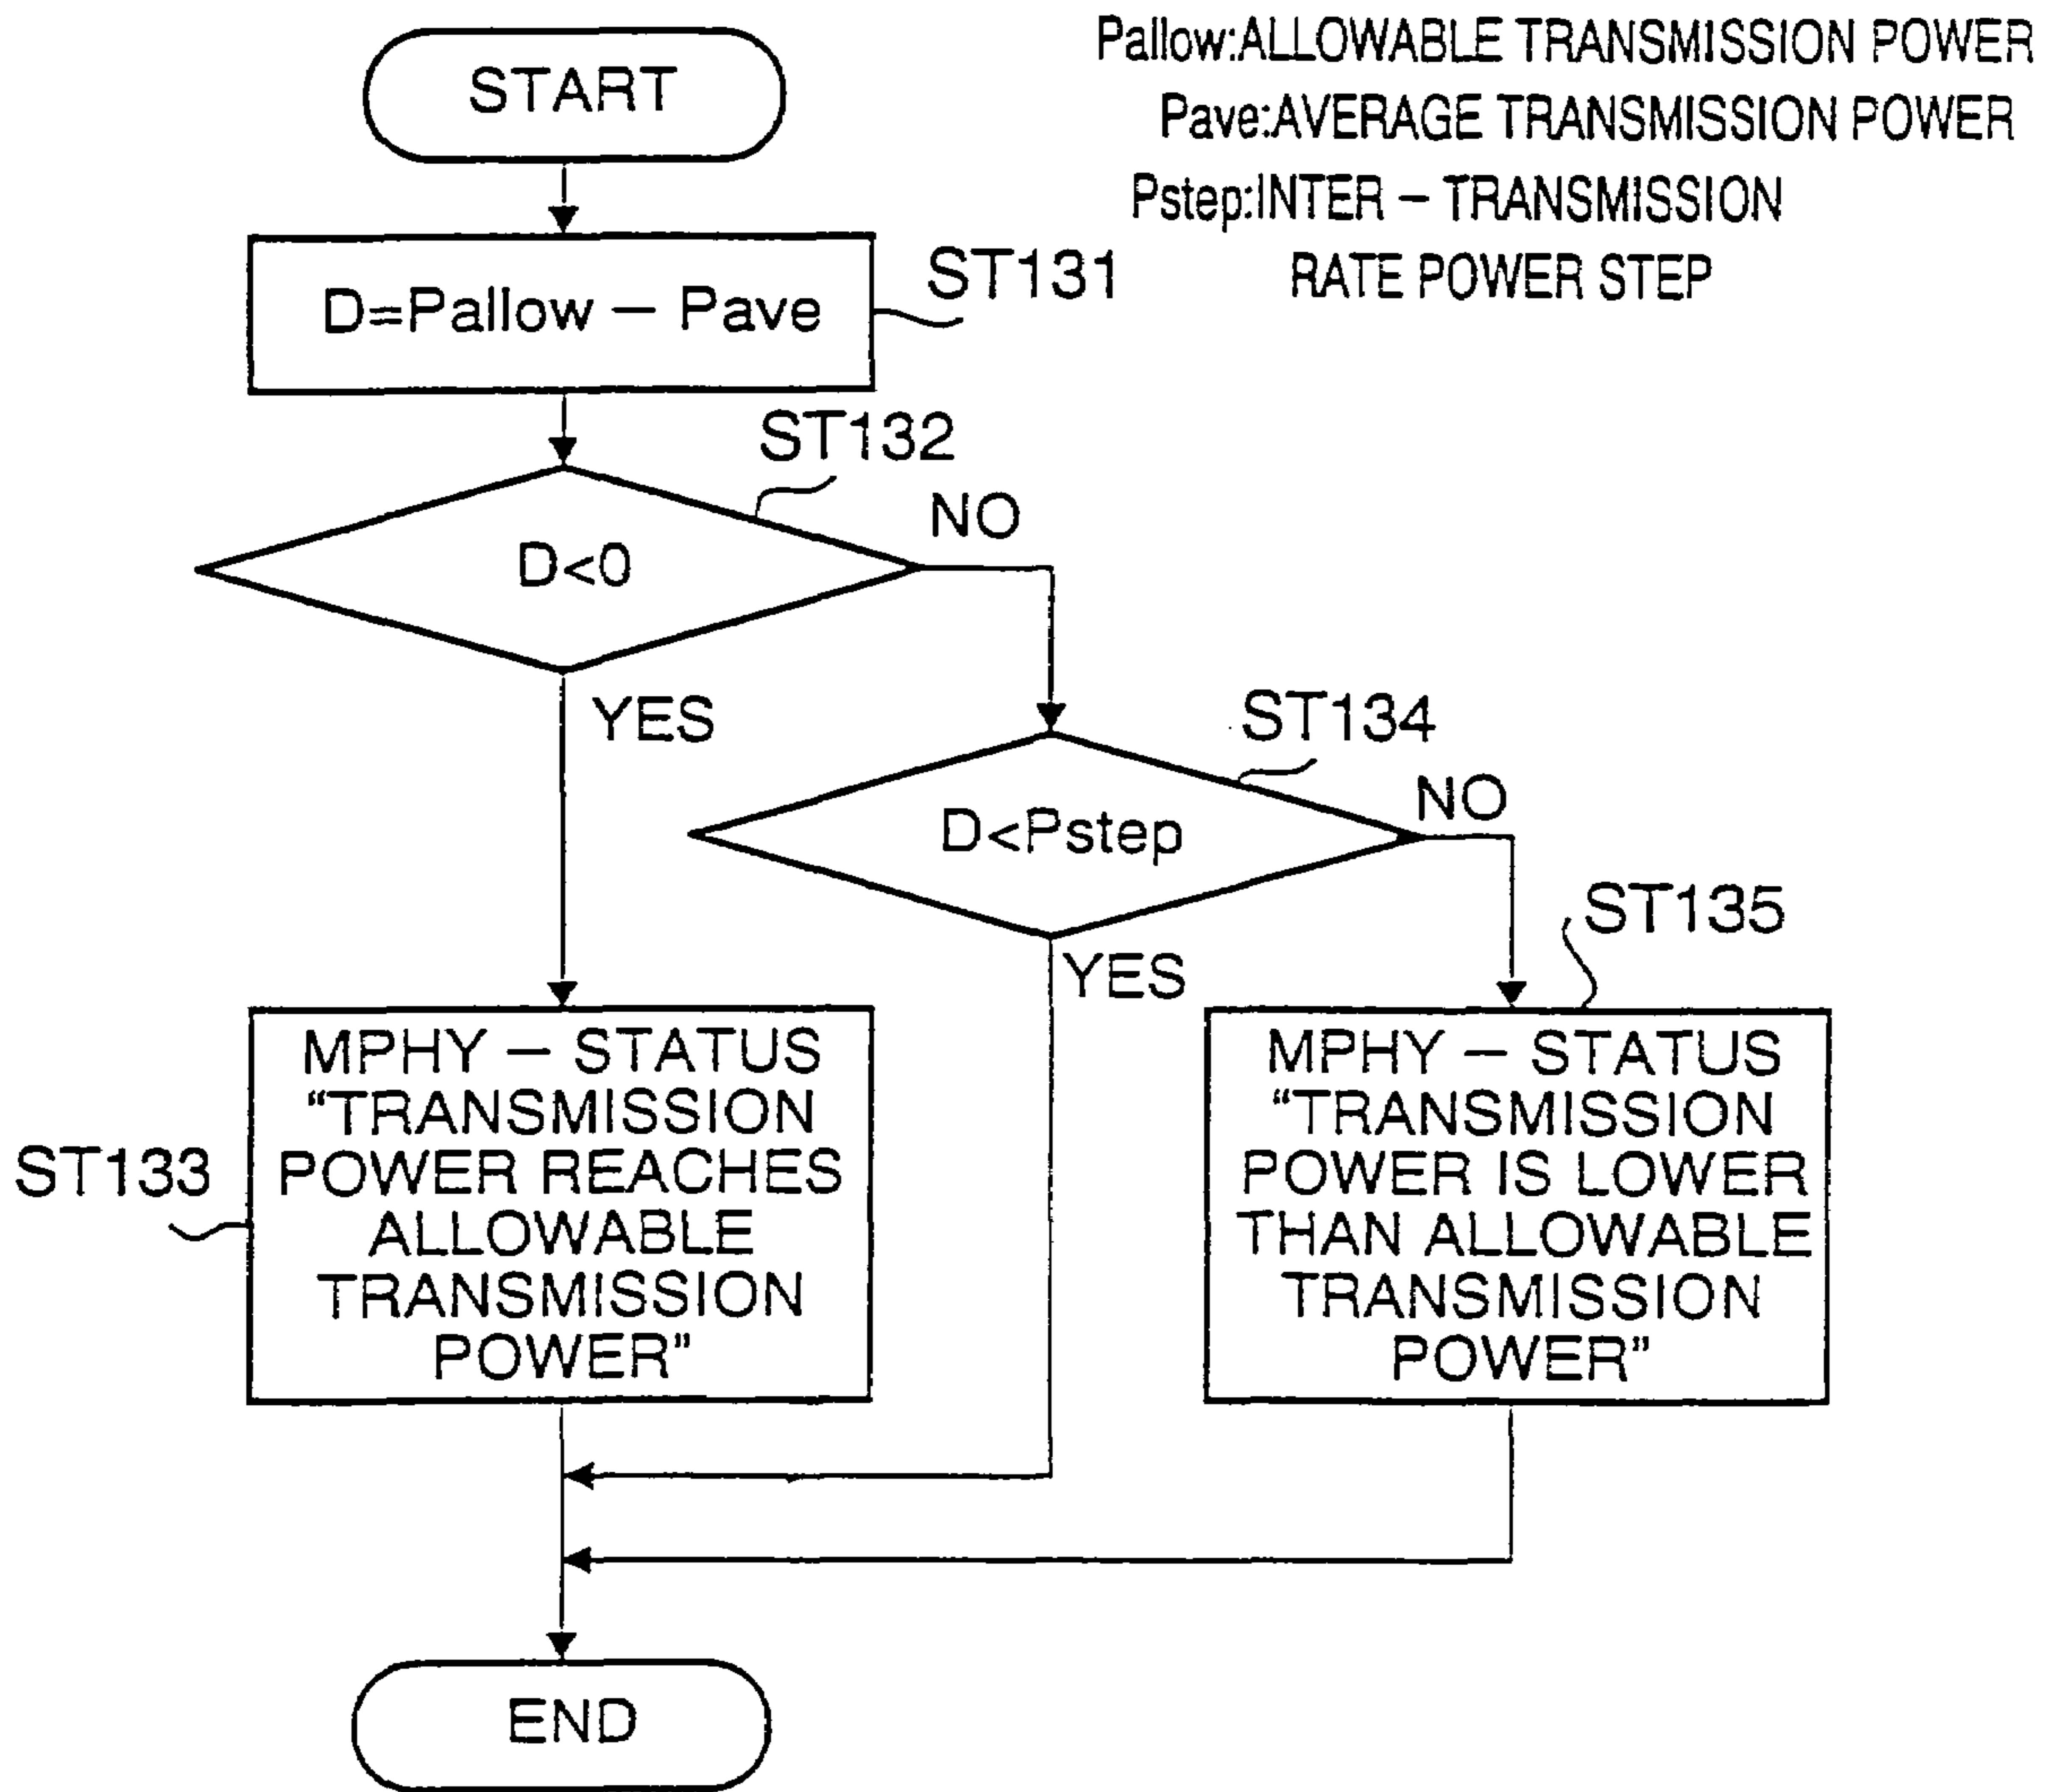 Pallow:ALLOWABLE TRANSMISSION POWER
Pave:AVERAGE TRANSMISSION POWER
Pstep:INTER – TRANSMISSION
RATE POWER STEP
START
D=Pallow – Pave
ST131
ST132
D<0
NO
YES
ST134
D<Pstep
NO
YES
ST135
ST133
MPHY – STATUS
“TRANSMISSION
POWER REACHES
ALLOWABLE
TRANSMISSION
POWER”
MPHY – STATUS
“TRANSMISSION
POWER IS LOWER
THAN ALLOWABLE
TRANSMISSION
POWER”
END